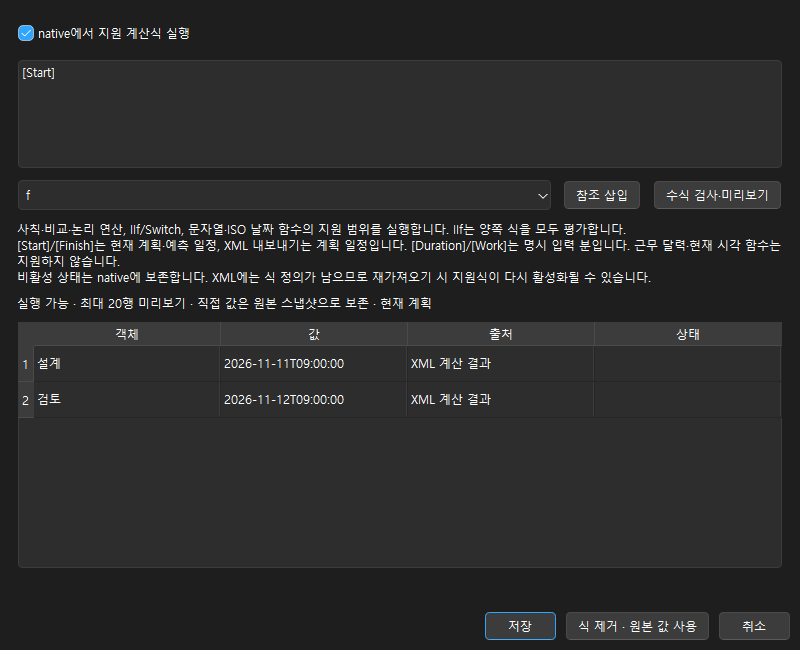 native에서 지원 계산식 실행
[Start]
f
참조 삽입
수식 검사·미리보기
사칙·비교·논리 연산, IIf/Switch, 문자열·ISO 날짜 함수의 지원 범위를 실행합니다. IIf는 양쪽 식을 모두 평가합니다.
[Start]/[Finish]는 현재 계획·예측 일정, XML 내보내기는 계획 일정입니다. [Duration]/[Work]는 명시 입력 분입니다. 근무 달력·현재 시각 함수는
지원하지 않습니다.
비활성 상태는 native에 보존합니다. XML에는 식 정의가 남으므로 재가져오기 시 지원식이 다시 활성화될 수 있습니다.
실행 가능 · 최대 20행 미리보기 · 직접 값은 원본 스냅샷으로 보존 · 현재 계획
객체 값 출처 상태
1 설계 2026-11-11T09:00:00 XML 계산 결과
2 검토 2026-11-12T09:00:00 XML 계산 결과
저장 식 제거 · 원본 값 사용 취소